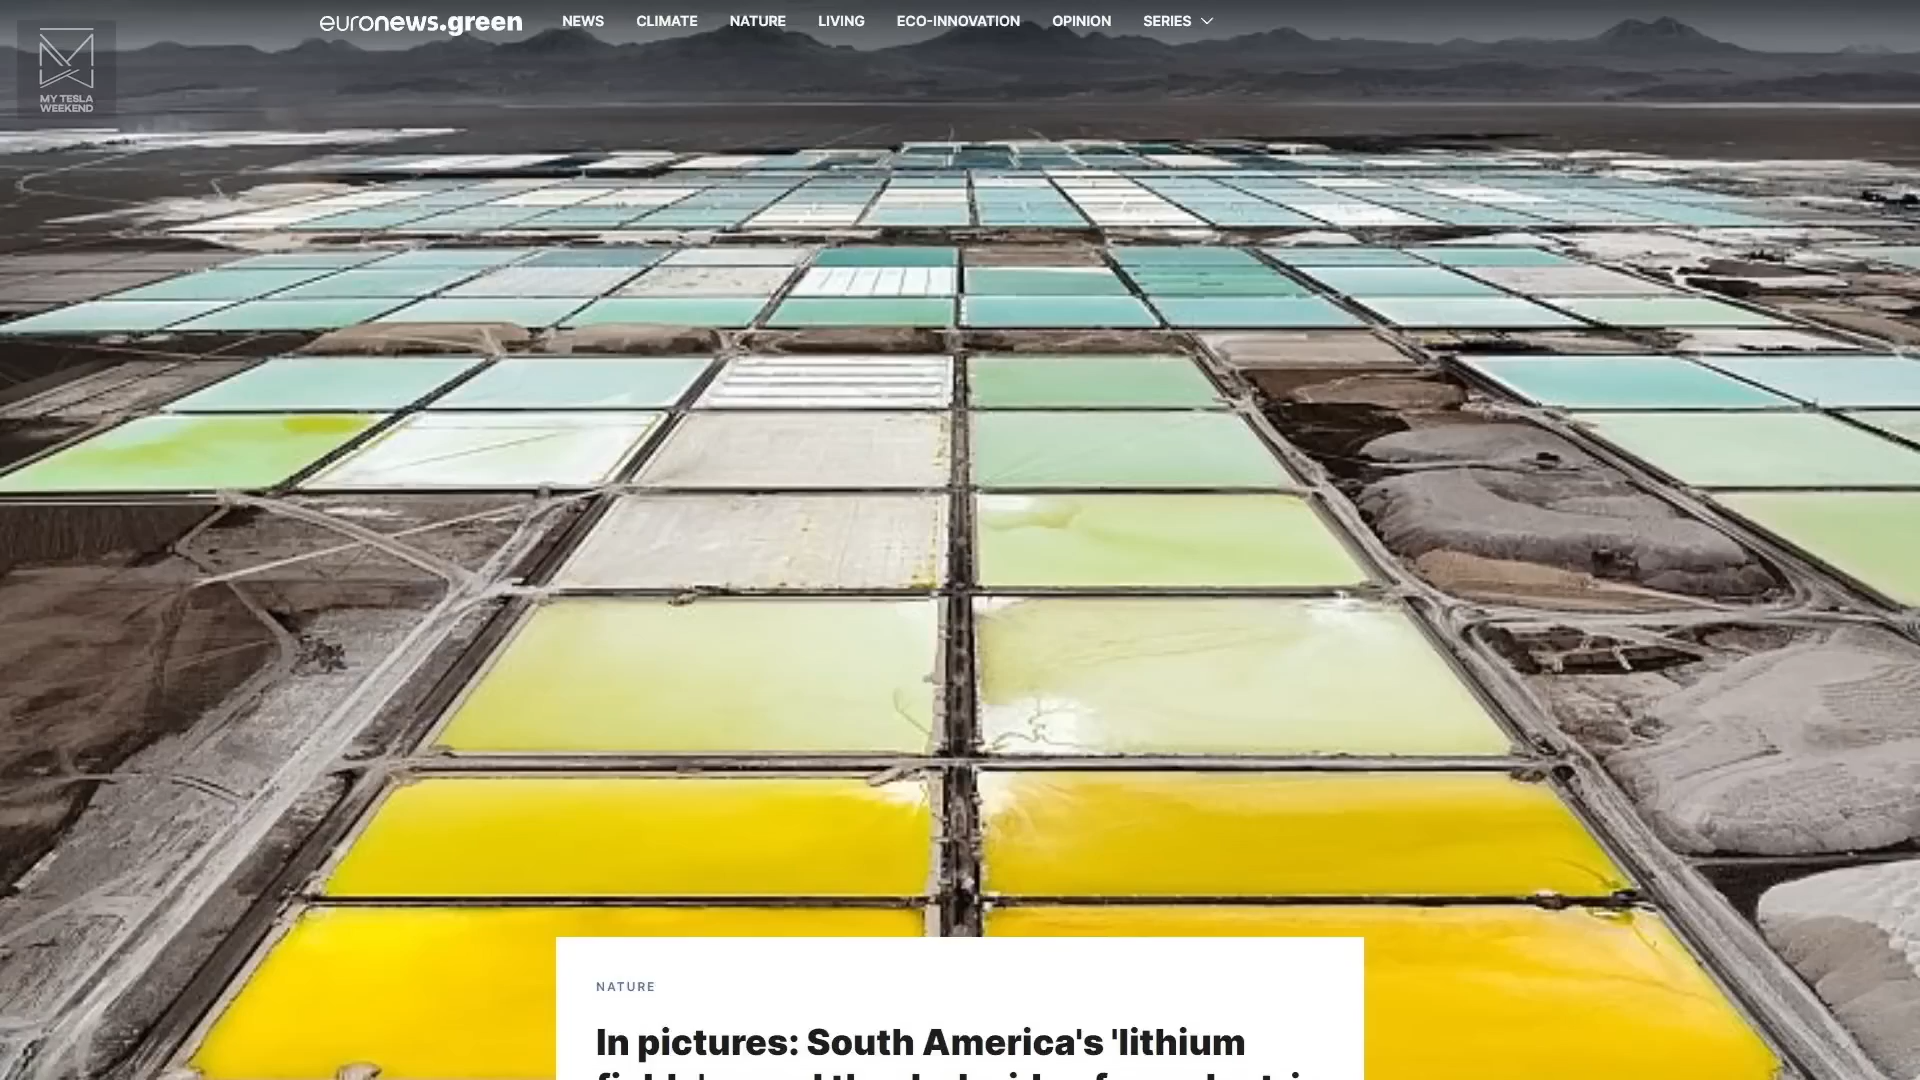 euronews.green
NEWS CLIMATE NATURE LIVING ECO-INNOVATION OPINION SERIES
MY TESLA
WEEKEND
NATURE
In pictures: South America's 'lithium